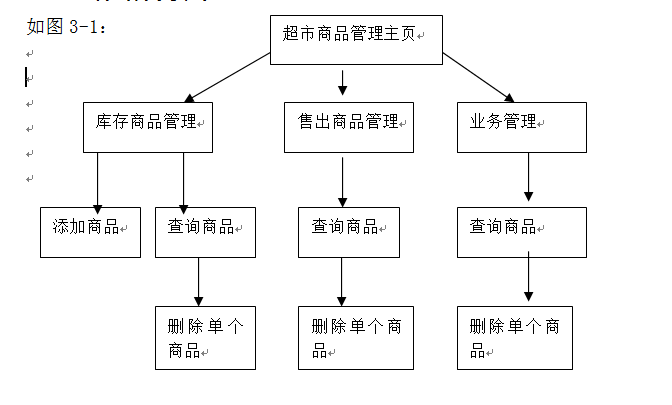 如图 3-1：
超市商品管理主页
库存商品管理
售出商品管理
业务管理
添加商品
查询商品
查询商品
查询商品
删除单个
商品
删除单个商
品
删除单个商
品